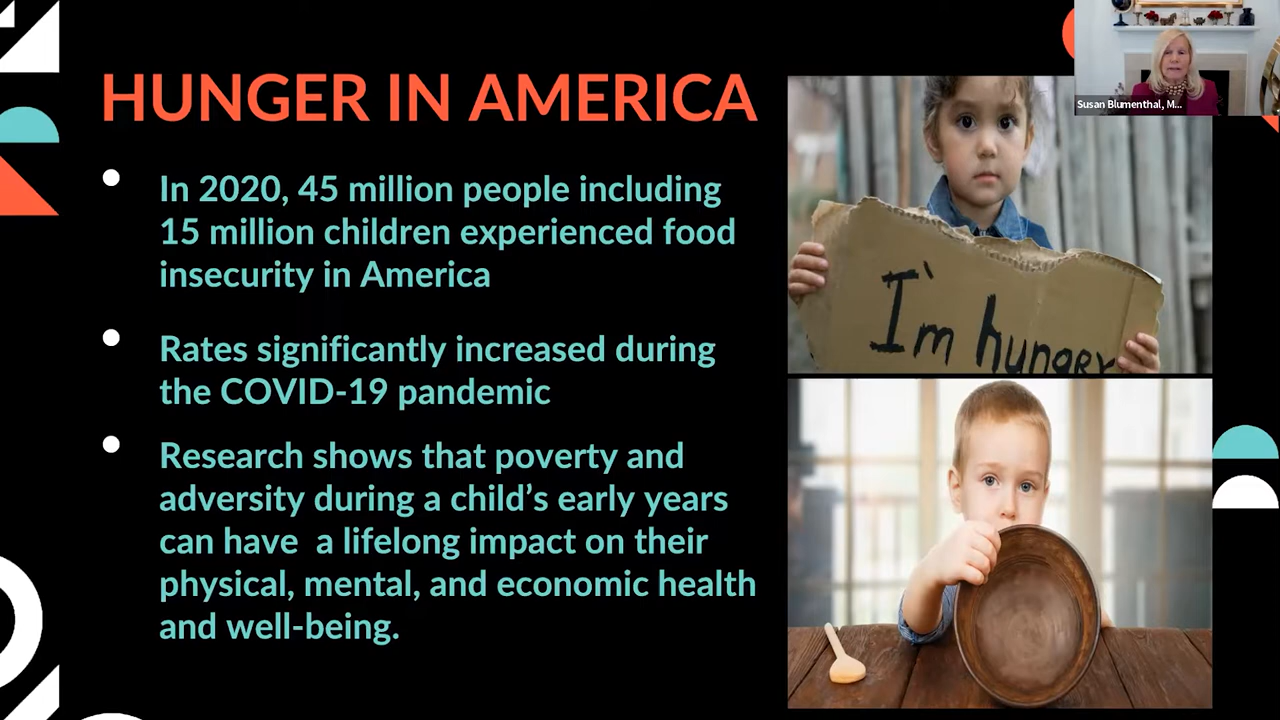 HUNGER IN AMERICA
In 2020, 45 million people including
15 million children experienced food
insecurity in America
Rates significantly increased during
the COVID-19 pandemic
Research shows that poverty and
adversity during a child’s early years
can have  a lifelong impact on their
physical, mental, and economic health
and well-being.
I'm hungry
Susan Blumenthal, M...